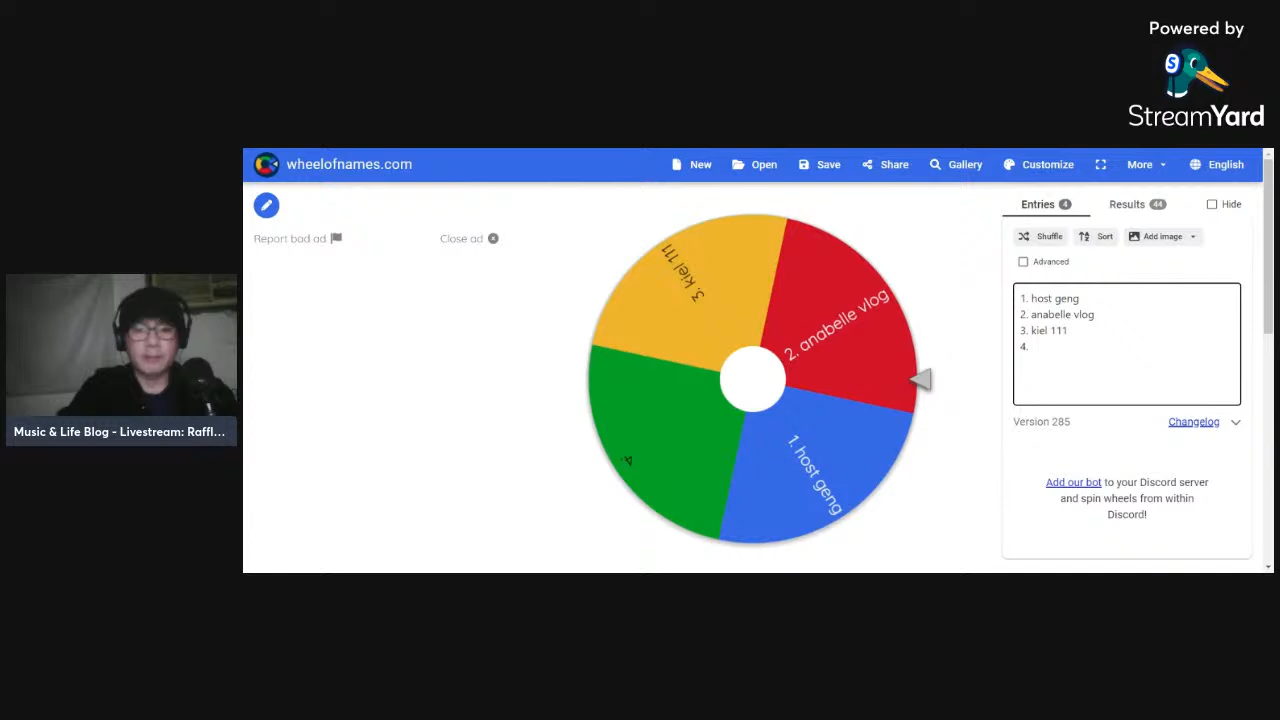 Powered by
S
StreamYard
wheelofnames.com
New
Open
Save
Share
Gallery
Customize
More
English
Report bad ad
Close ad
Entries 4
Results 44
Hide
Shuffle
Sort
Add image
Advanced
1. host geng
2. anabelle vlog
3. kiel 111
4.
Version 285
Changelog
Add our bot to your Discord server
and spin wheels from within
Discord!
3. kiel 111
2. anabelle vlog
4.
1. host geng
Music & Life Blog - Livestream: Raffl...